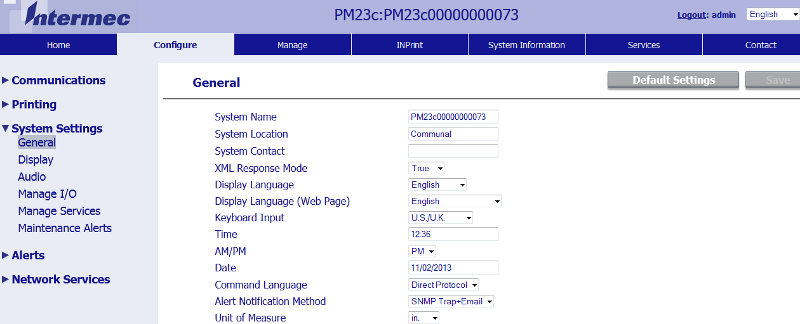 Intermec
PM23c:PM23c00000000073
Logout: admin
English
Home
Configure
Manage
INPrint
System Information
Services
Contact
Communications
Printing
System Settings
General
Display
Audio
Manage I/O
Manage Services
Maintenance Alerts
Alerts
Network Services
General
Default Settings
Save
System Name PM23c00000000073
System Location Communal
System Contact
XML Response Mode True
Display Language English
Display Language (Web Page) English
Keyboard Input U.S./U.K.
Time 12:36
AM/PM PM
Date 11/02/2013
Command Language Direct Protocol
Alert Notification Method SNMP Trap+Email
Unit of Measure in.